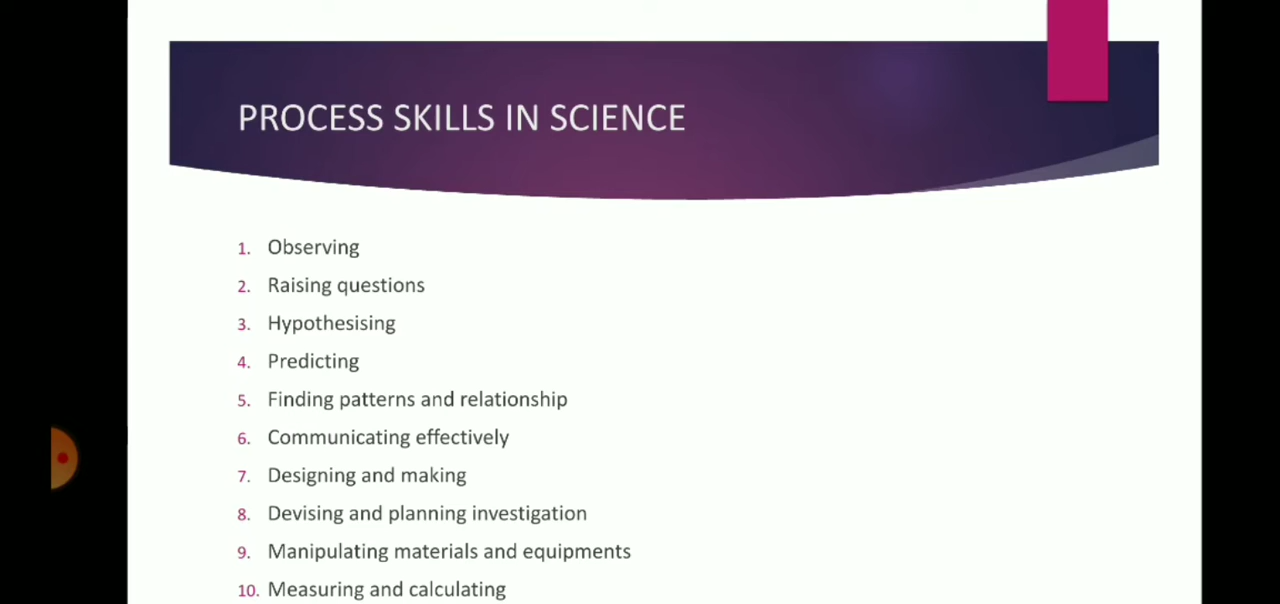 PROCESS SKILLS IN SCIENCE
1. Observing
2. Raising questions
3. Hypothesising
4. Predicting
5. Finding patterns and relationship
6. Communicating effectively
7. Designing and making
8. Devising and planning investigation
9. Manipulating materials and equipments
10. Measuring and calculating